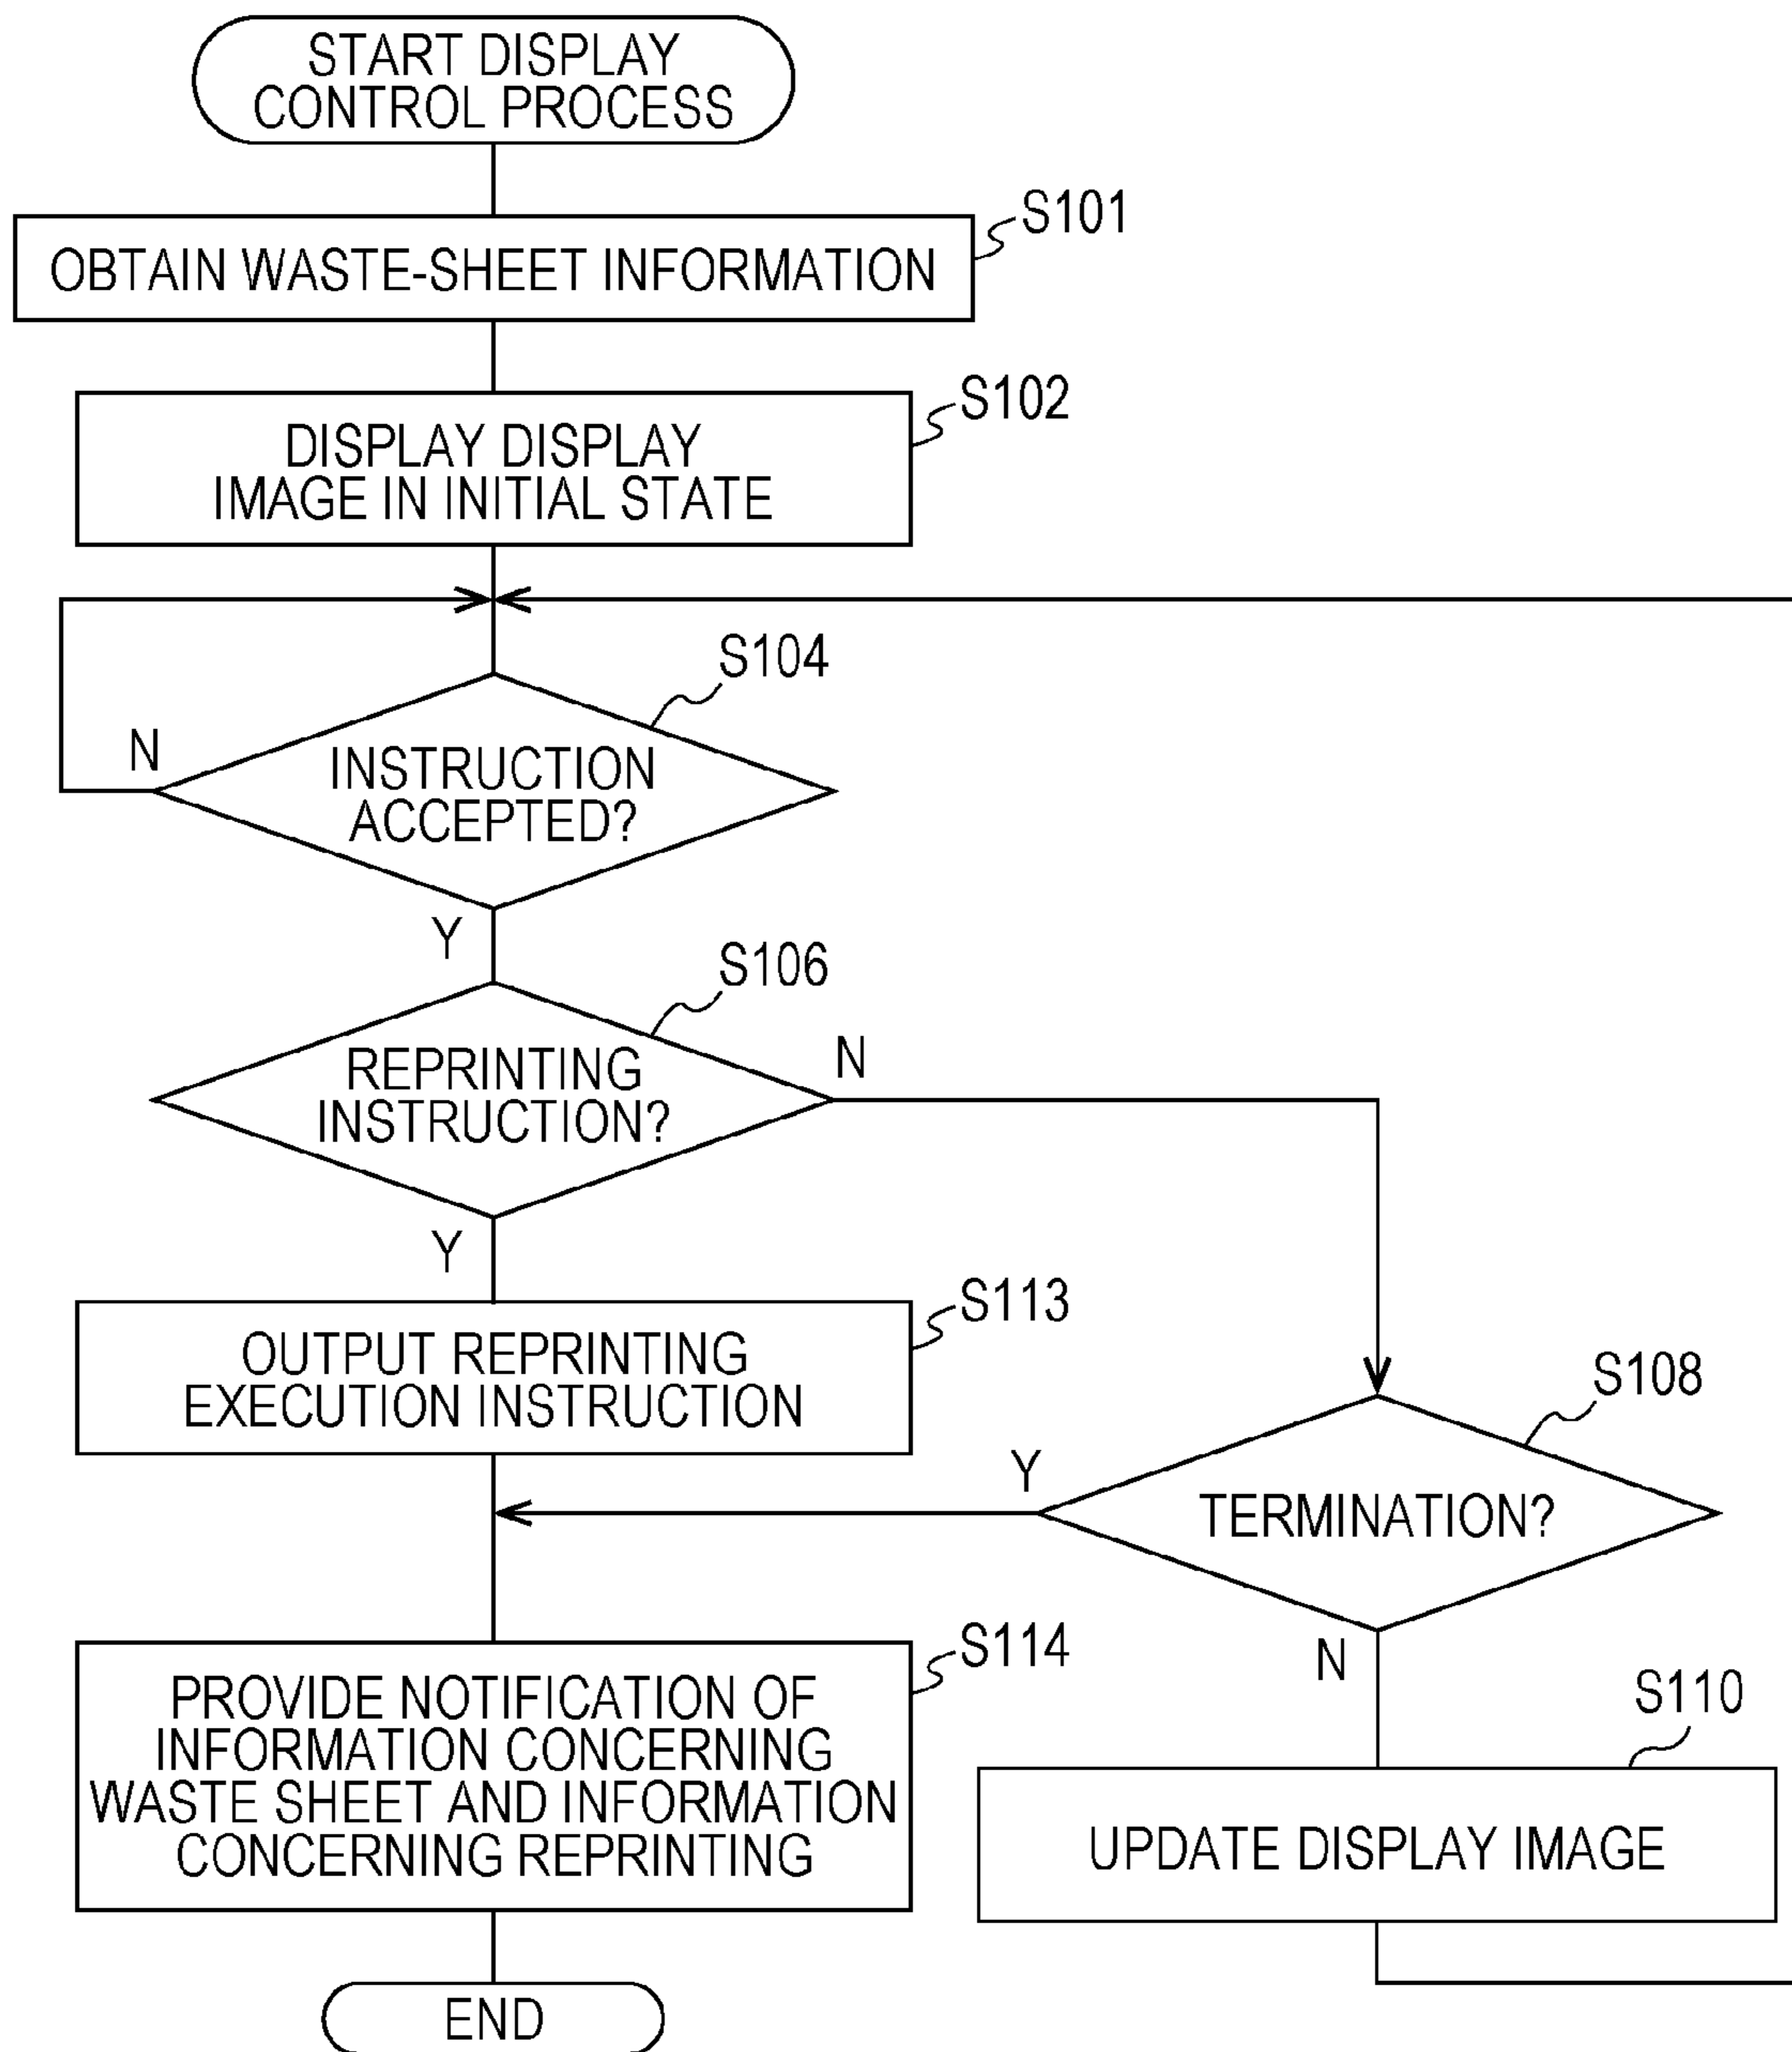 START DISPLAY
CONTROL PROCESS
S101
OBTAIN WASTE-SHEET INFORMATION
S102
DISPLAY DISPLAY
IMAGE IN INITIAL STATE
S104
N
INSTRUCTION
ACCEPTED?
Y
S106
N
REPRINTING
INSTRUCTION?
Y
S113
OUTPUT REPRINTING
EXECUTION INSTRUCTION
S108
Y
TERMINATION?
N
S114
PROVIDE NOTIFICATION OF
INFORMATION CONCERNING
WASTE SHEET AND INFORMATION
CONCERNING REPRINTING
S110
UPDATE DISPLAY IMAGE
END